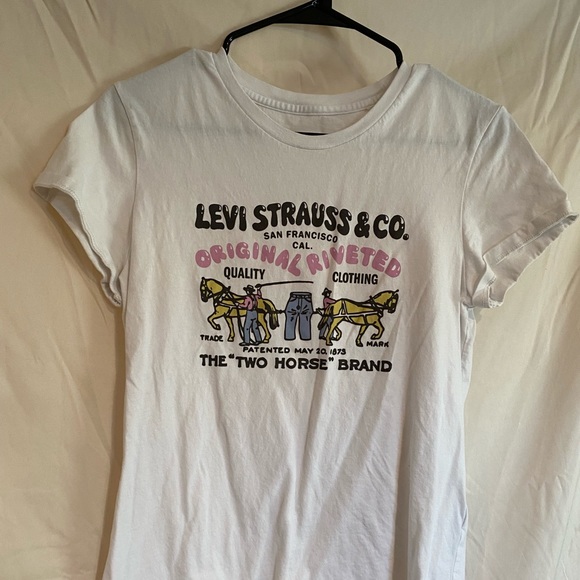 LEVI STRAUSS & CO.
SAN FRANCISCO
CAL.
ORIGINAL RIVETED
QUALITY CLOTHING
TRADE MARK
PATENTED MAY 20, 1873
THE "TWO HORSE" BRAND